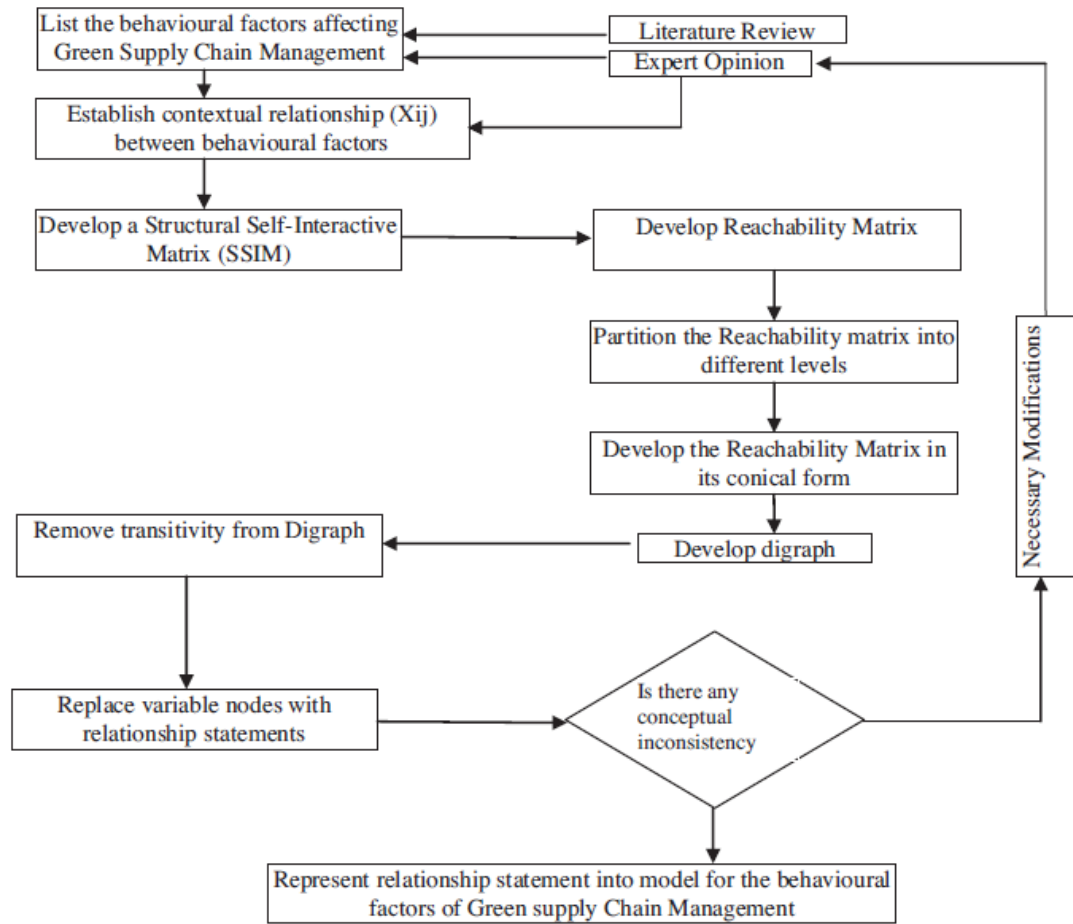 List the behavioural factors affecting
Green Supply Chain Management
Literature Review
Expert Opinion
Establish contextual relationship (Xij)
between behavioural factors
Develop a Structural Self-Interactive
Matrix (SSIM)
Develop Reachability Matrix
Partition the Reachability matrix into
different levels
Develop the Reachability Matrix in
its conical form
Necessary Modifications
Remove transitivity from Digraph
Develop digraph
Replace variable nodes with
relationship statements
Is there any
conceptual
inconsistency
Represent relationship statement into model for the behavioural
factors of Green supply Chain Management